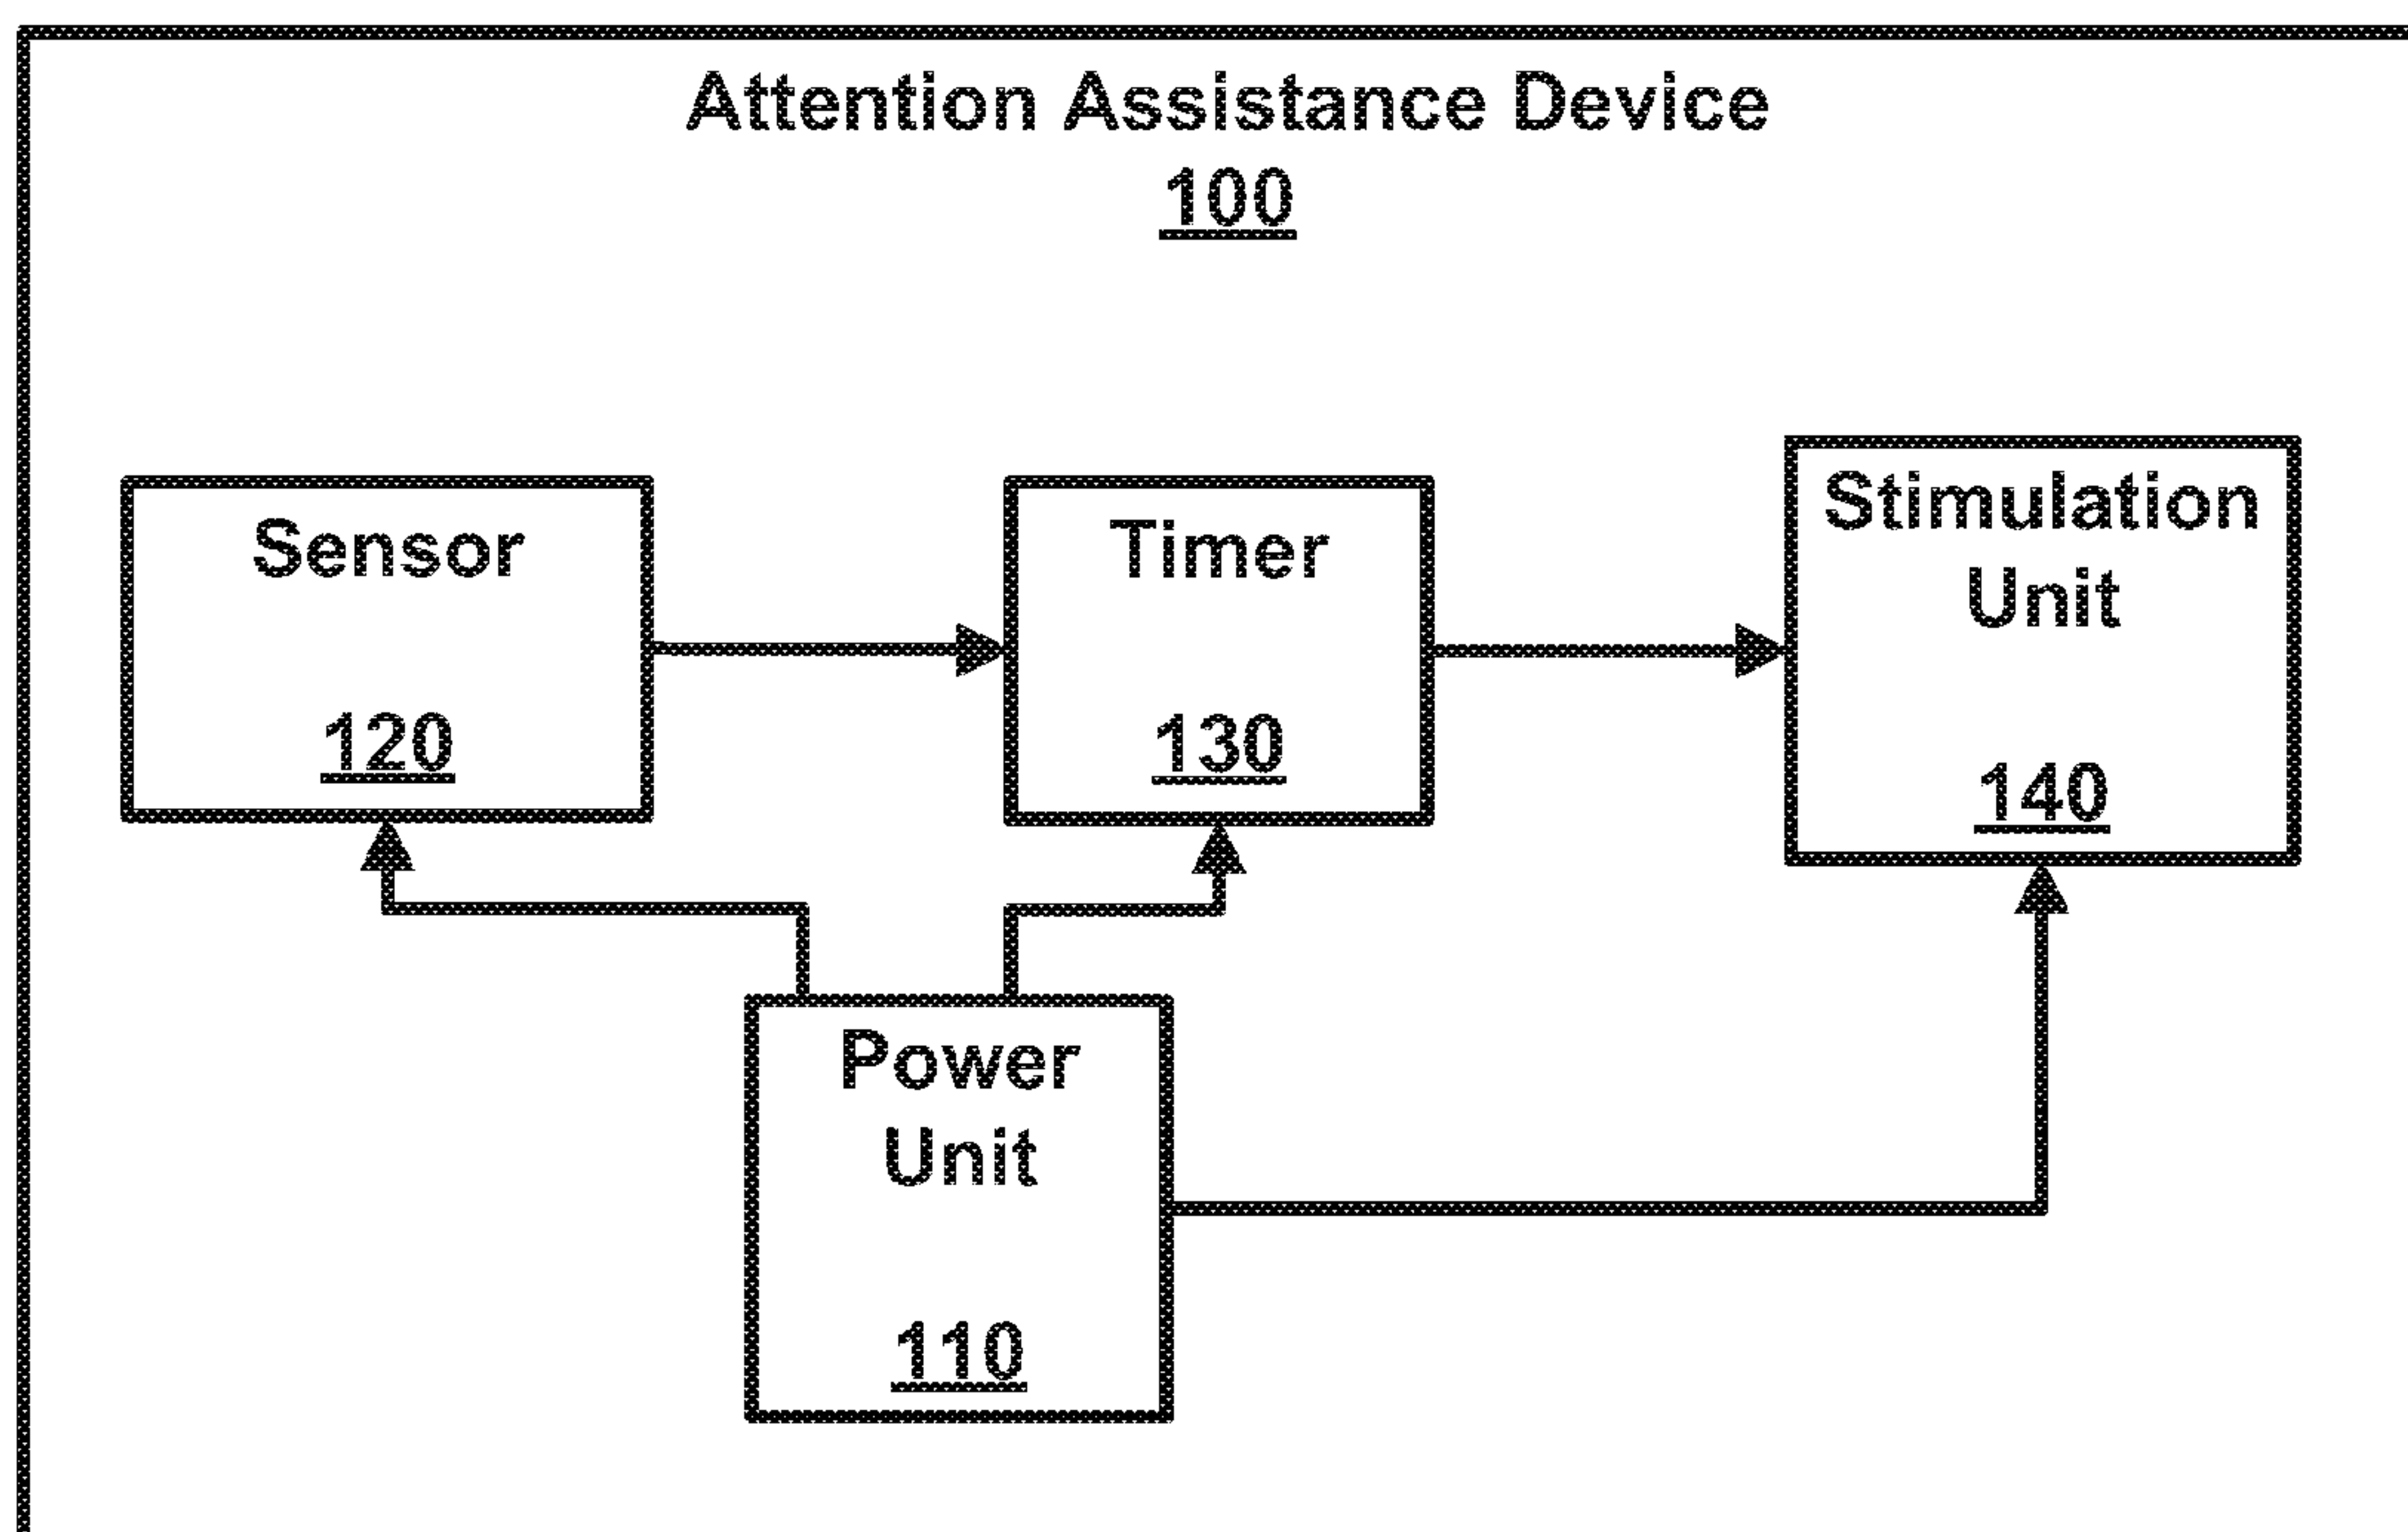 Attention Assistance Device
100
Sensor
120
Timer
130
Stimulation
Unit
140
Power
Unit
110